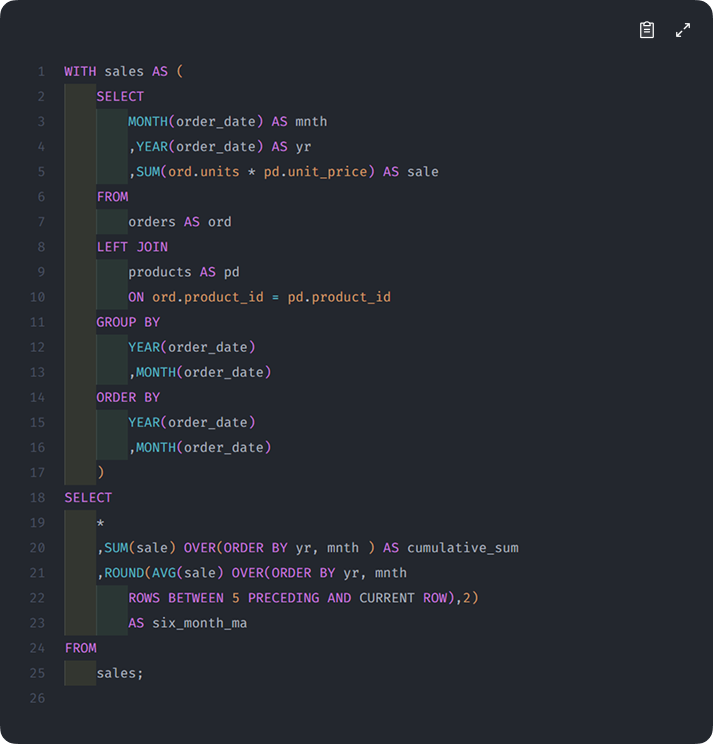 1 WITH sales AS (
2 SELECT
3 MONTH(order_date) AS mnth
4 ,YEAR(order_date) AS yr
5 ,SUM(ord.units * pd.unit_price) AS sale
6 FROM
7 orders AS ord
8 LEFT JOIN
9 products AS pd
10 ON ord.product_id = pd.product_id
11 GROUP BY
12 YEAR(order_date)
13 ,MONTH(order_date)
14 ORDER BY
15 YEAR(order_date)
16 ,MONTH(order_date)
17 )
18 SELECT
19 *
20 ,SUM(sale) OVER(ORDER BY yr, mnth ) AS cumulative_sum
21 ,ROUND(AVG(sale) OVER(ORDER BY yr, mnth
22 ROWS BETWEEN 5 PRECEDING AND CURRENT ROW),2)
23 AS six_month_ma
24 FROM
25 sales;
26